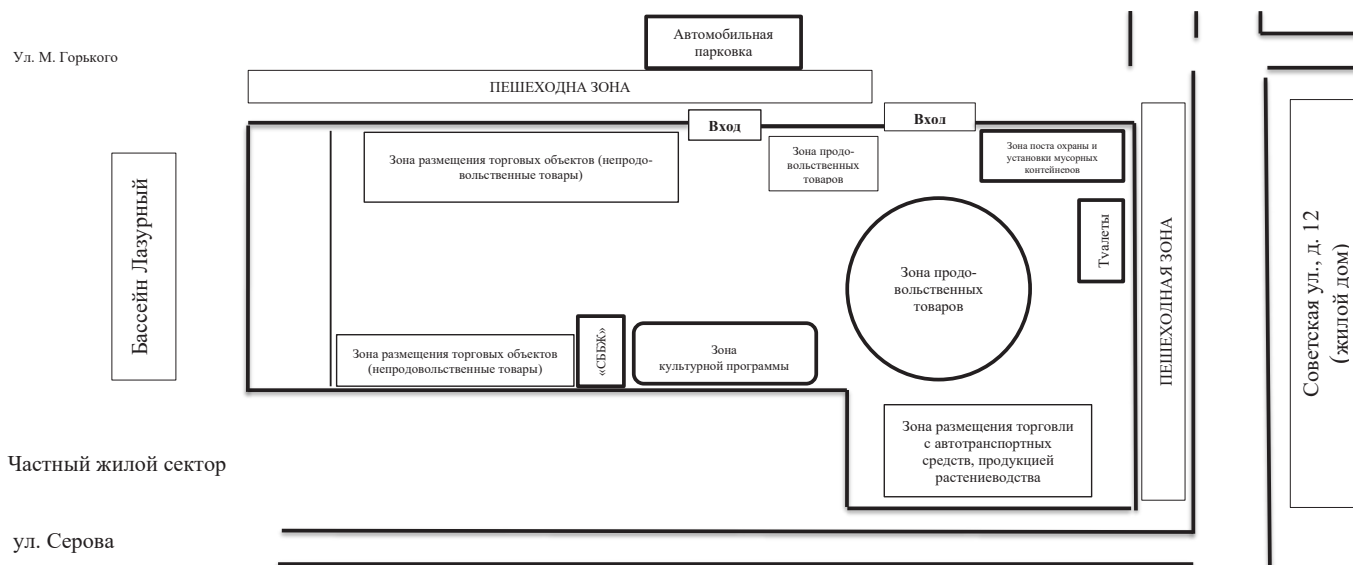 Автомобильная
парковка
Ул. М. Горького
ПЕШЕХОДНА ЗОНА
Вход
Вход
Зона размещения торговых объектов (непродо-
вольственные товары)
Зона продо-
вольственных
товаров
Зона поста охраны и
установки мусорных
контейнеров
Туалеты
ПЕШЕХОДНАЯ ЗОНА
Советская ул., д. 12
(жилой дом)
Бассейн Лазурный
Зона продо-
вольственных
товаров
Зона размещения торговых объектов
(непродовольственные товары)
«СББЖ»
Зона
культурной программы
Зона размещения торговли
с автотранспортных
средств, продукцией
растениеводства
Частный жилой сектор
ул. Серова